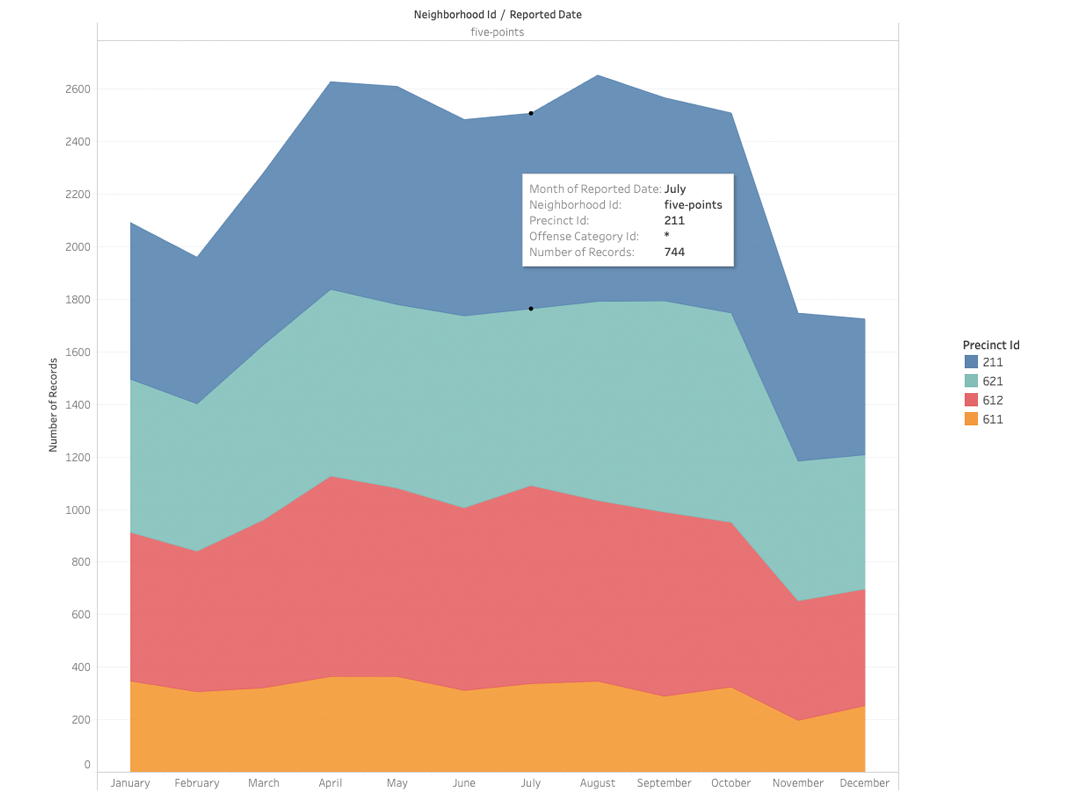 Neighborhood Id / Reported Date
five-points
2600
2400
2200
2000
1800
1600
1400
1200
1000
800
600
400
200
0
Number of Records
Month of Reported Date: July
Neighborhood Id: five-points
Precinct Id: 211
Offense Category Id: *
Number of Records: 744
January February March April May June July August September October November December
Precinct Id
211
621
612
611